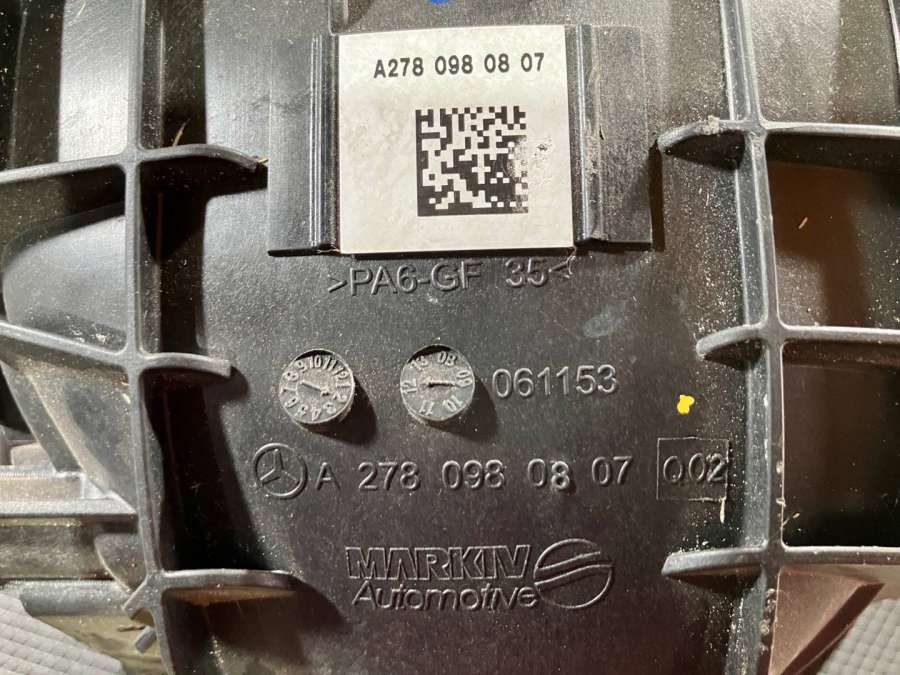 A278 098 08 07
>PA6-GF 35<
061153
A 278 098 08 07 Q02
MARKIV
Automotive